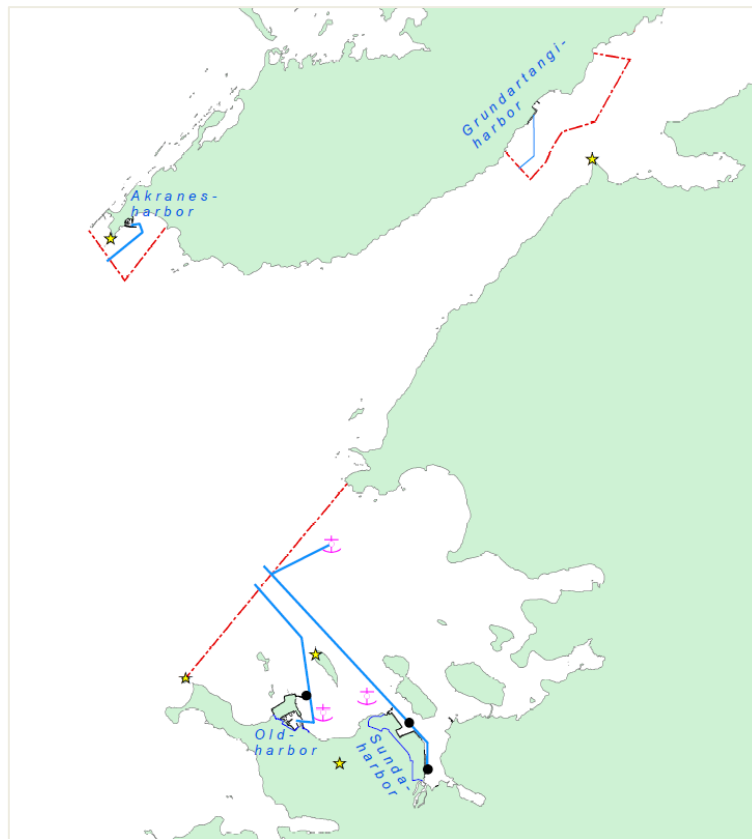 Grundartangi-
harbor
Akranes-
harbor
Old-
harbor
Sunda-
harbor